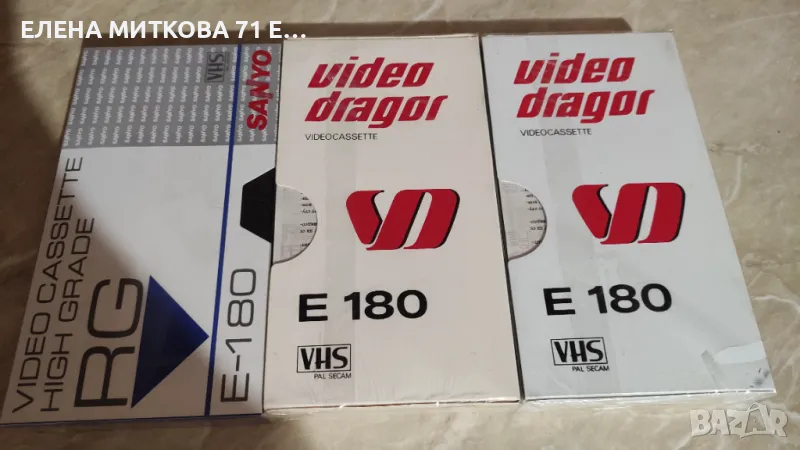 ЕЛЕНА МИТКОВА 71 Е...
VIDEO CASSETTE
HIGH GRADE
RG
E-180
VHS
SANYO
video
dragor
VIDEOCASSETTE
E 180
VHS
PAL SECAM
video
dragor
VIDEOCASSETTE
E 180
VHS
PAL SECAM
BAZAR